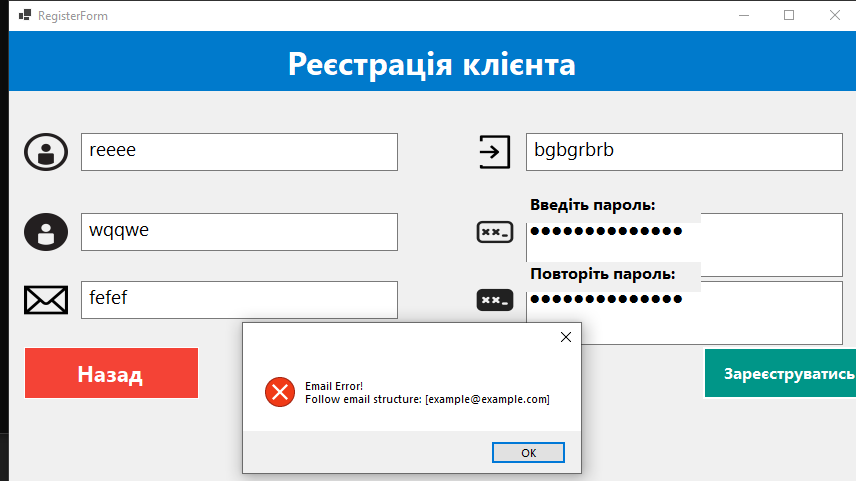 RegisterForm
Реєстрація клієнта
reeee
bgbgrbrb
Введіть пароль:
wqqwe
••••••••••••••
Повторіть пароль:
fefef
••••••••••••••
Назад
Зареєструватись
Email Error!
Follow email structure: [example@example.com]
OK